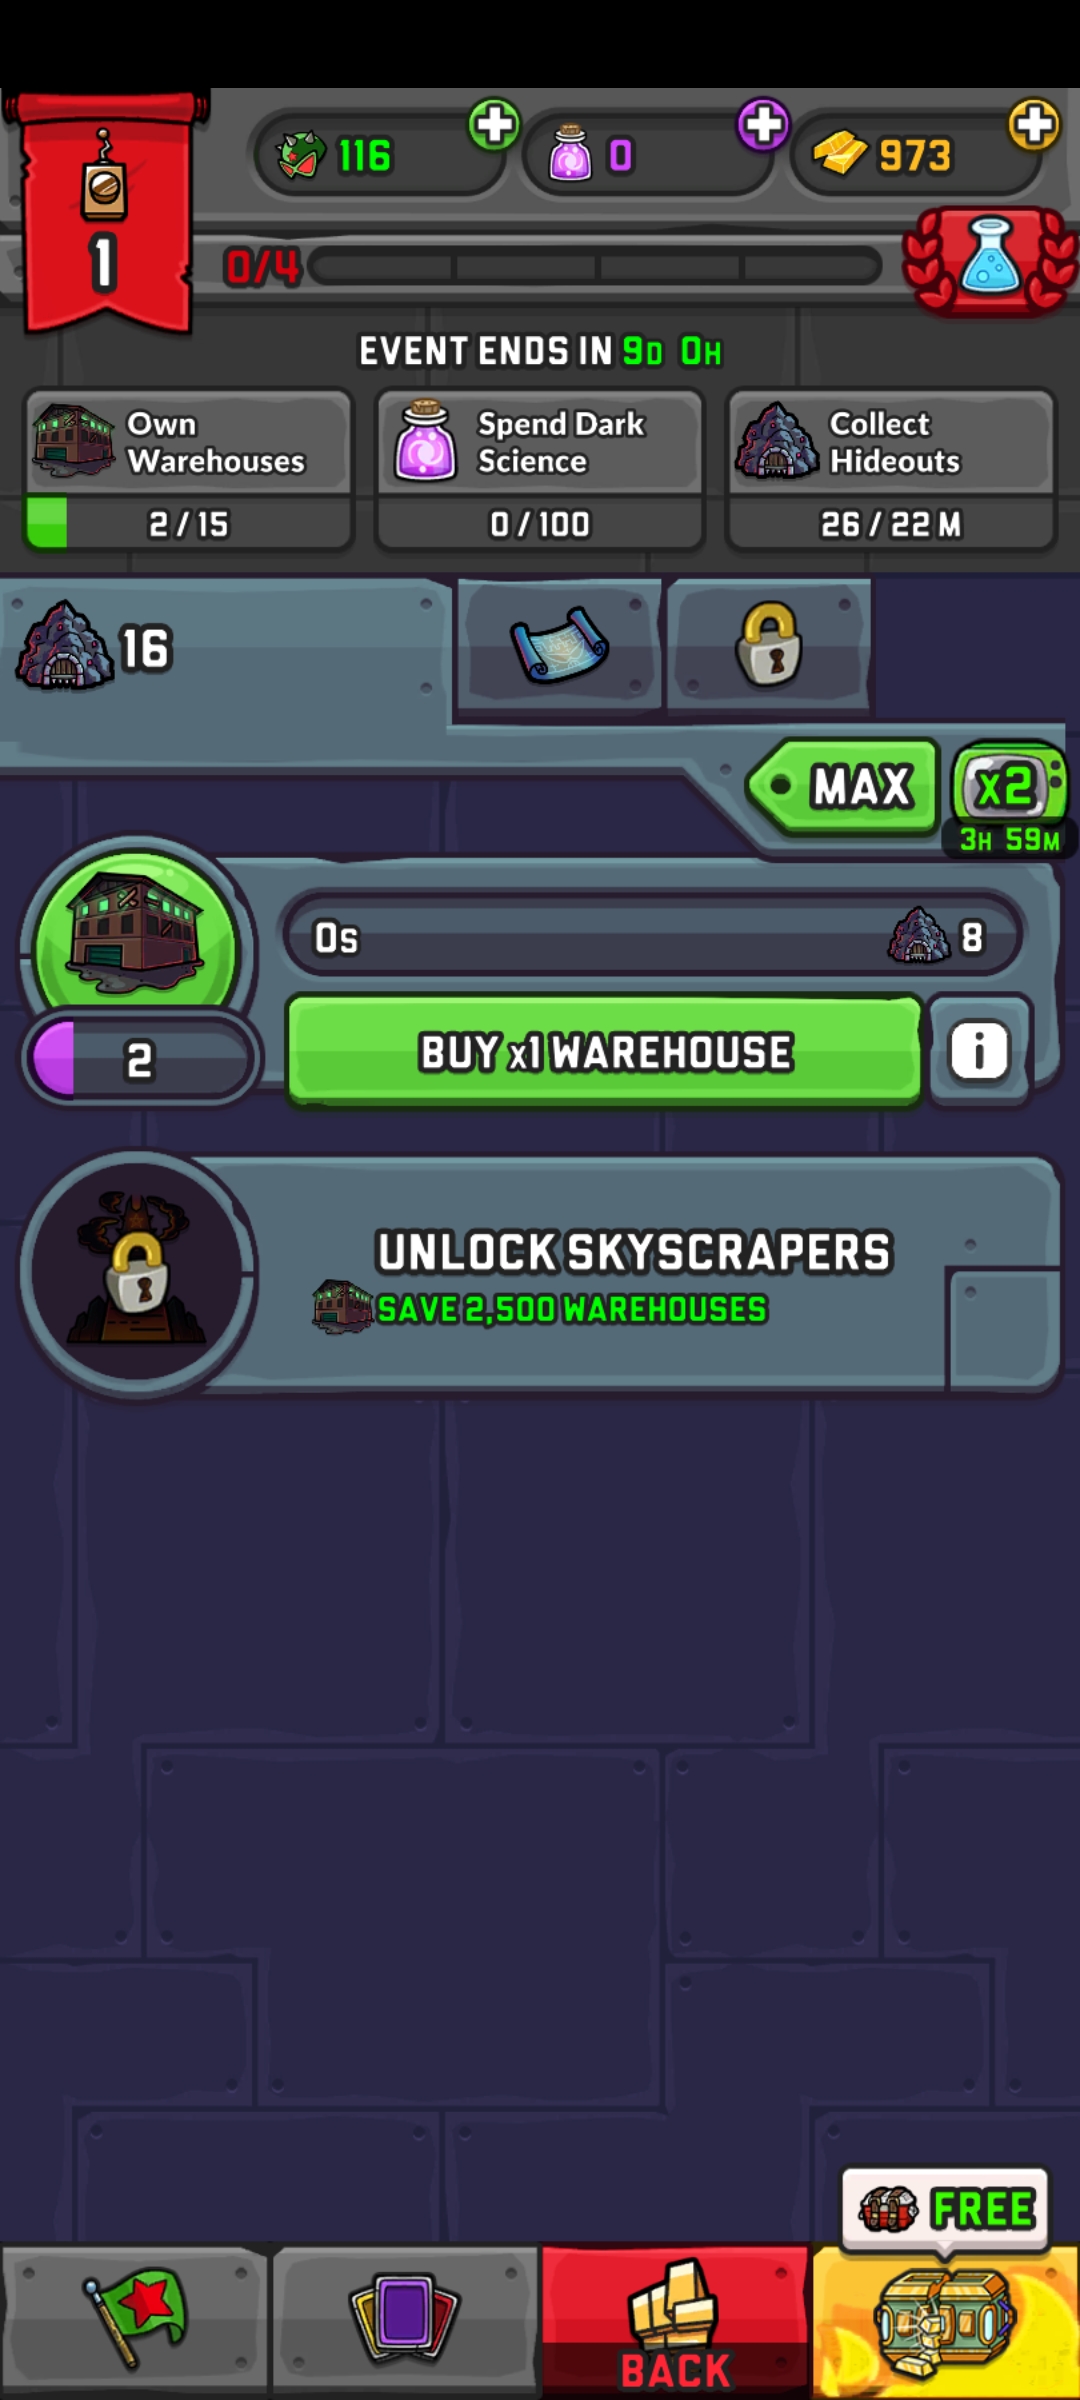 116
0
973
1
0/4
EVENT ENDS IN 9D 0H
Own
Warehouses
2 / 15
Spend Dark
Science
0 / 100
Collect
Hideouts
26 / 22 M
16
MAX
x2
3H 59M
0s
8
2
BUY x1 WAREHOUSE
i
UNLOCK SKYSCRAPERS
SAVE 2,500 WAREHOUSES
FREE
BACK